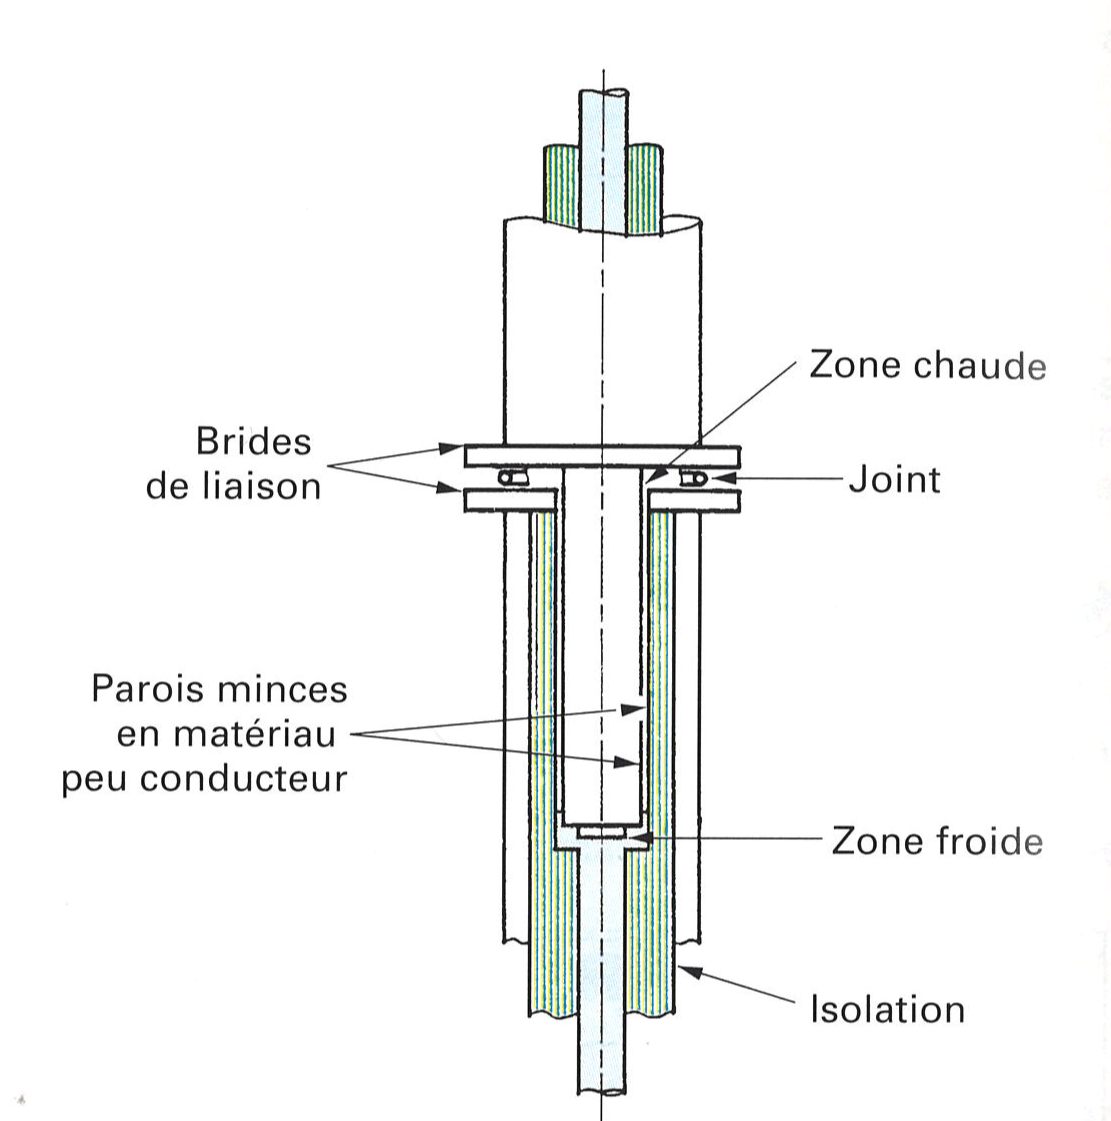 Zone chaude
Brides
de liaison
Joint
Parois minces
en matériau
peu conducteur
Zone froide
Isolation